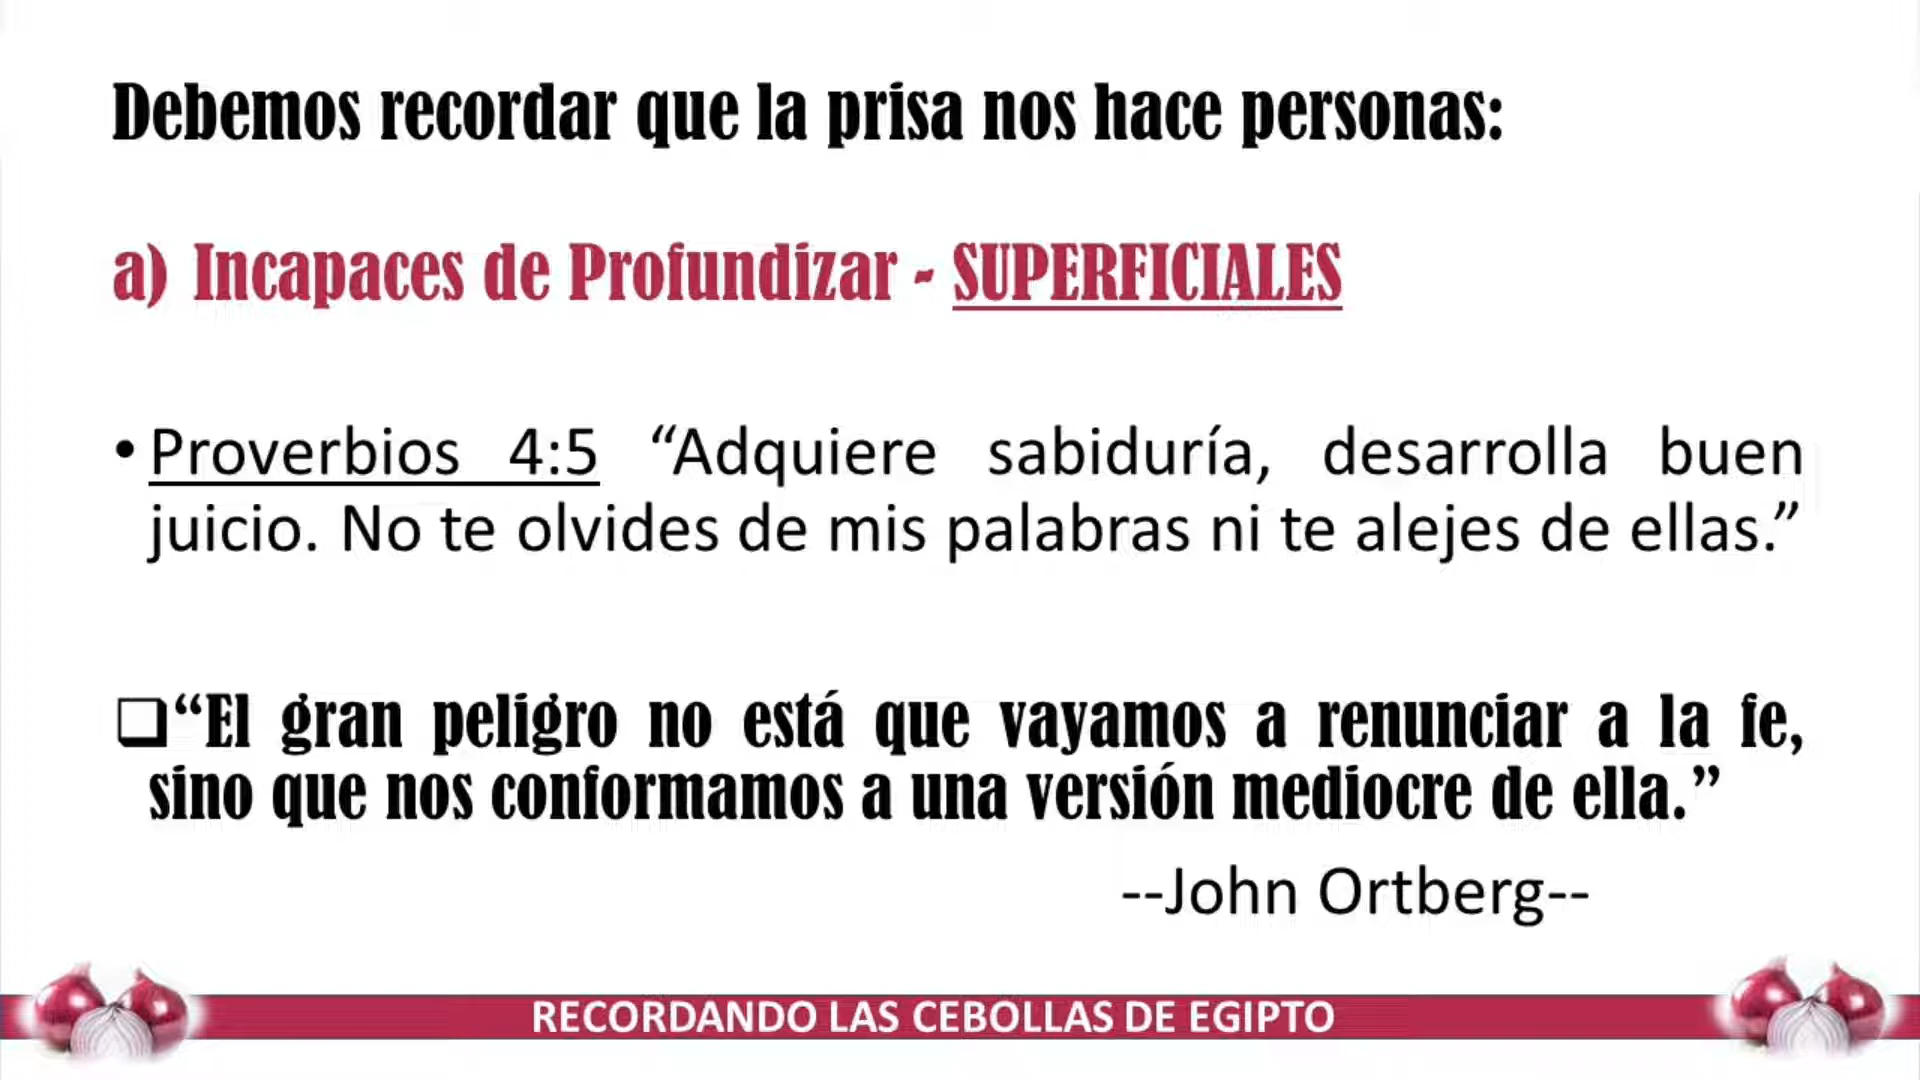 Debemos recordar que la prisa nos hace personas:
a) Incapaces de Profundizar - SUPERFICIALES
• Proverbios 4:5 “Adquiere sabiduría, desarrolla buen
juicio. No te olvides de mis palabras ni te alejes de ellas.”
❑“El gran peligro no está que vayamos a renunciar a la fe,
sino que nos conformamos a una versión mediocre de ella.”
--John Ortberg--
RECORDANDO LAS CEBOLLAS DE EGIPTO